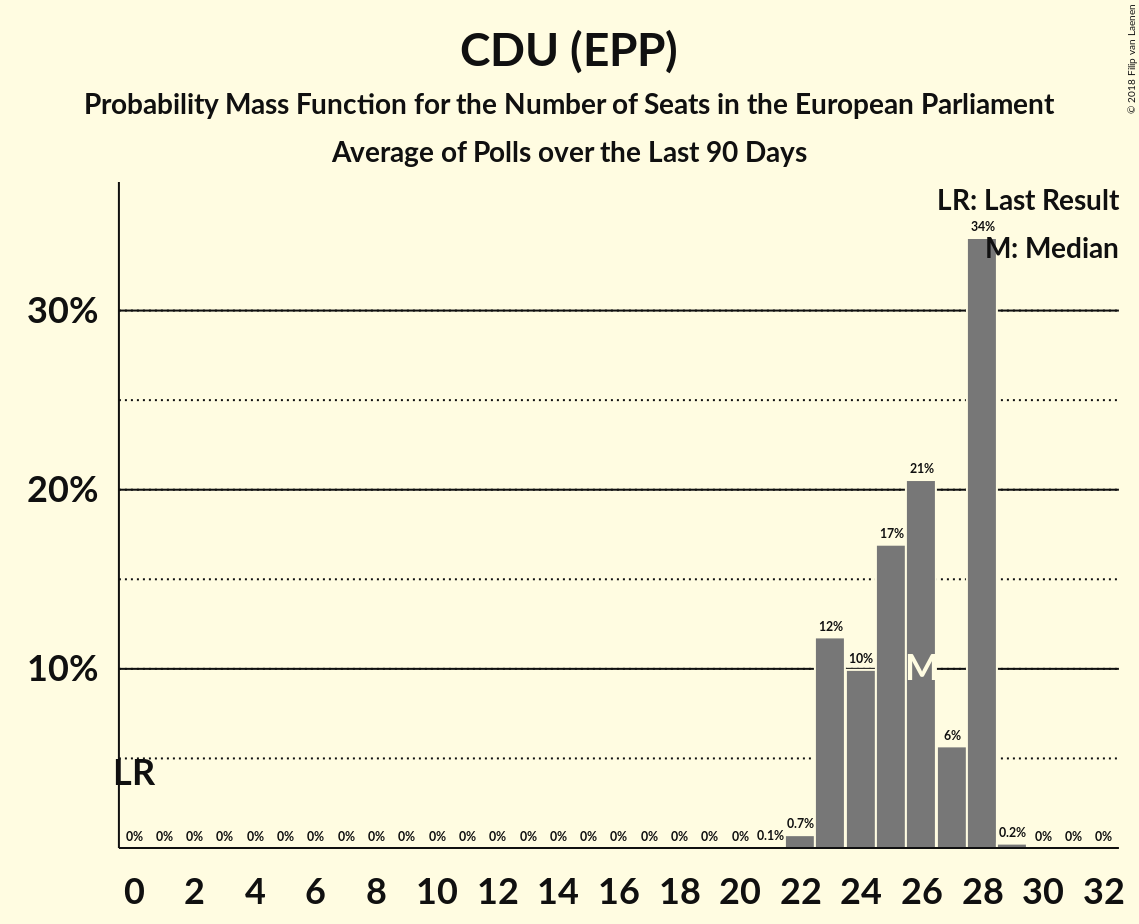 CDU (EPP)
Probability Mass Function for the Number of Seats in the European Parliament
Average of Polls over the Last 90 Days
© 2018 Filip van Laenen
LR: Last Result
M: Median
34%
30%
21%
20%
17%
12%
10%
10%
M
6%
LR
0% 0% 0% 0% 0% 0% 0% 0% 0% 0% 0% 0% 0% 0% 0% 0% 0% 0% 0% 0% 0% 0.1% 0.7% 0.2% 0% 0% 0%
0 2 4 6 8 10 12 14 16 18 20 22 24 26 28 30 32